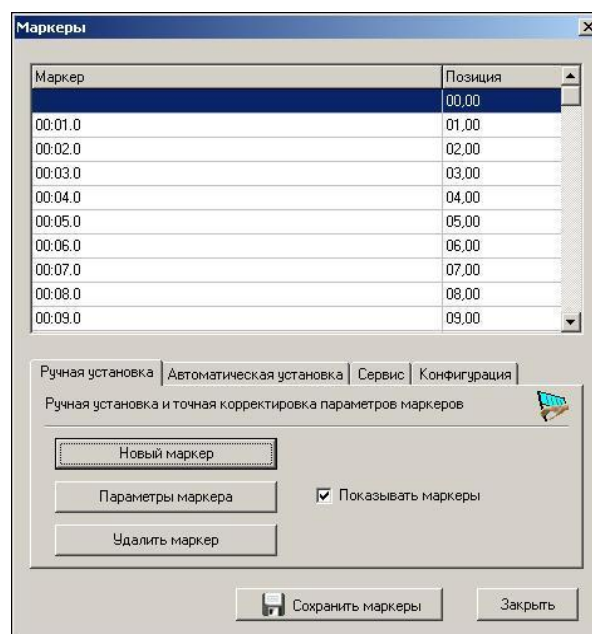 Маркеры
Маркер Позиция
00,00
00:01.0 01,00
00:02.0 02,00
00:03.0 03,00
00:04.0 04,00
00:05.0 05,00
00:06.0 06,00
00:07.0 07,00
00:08.0 08,00
00:09.0 09,00
Ручная установка Автоматическая установка Сервис Конфигурация
Ручная установка и точная корректировка параметров маркеров
Новый маркер
Параметры маркера Показывать маркеры
Удалить маркер
Сохранить маркеры Закрыть